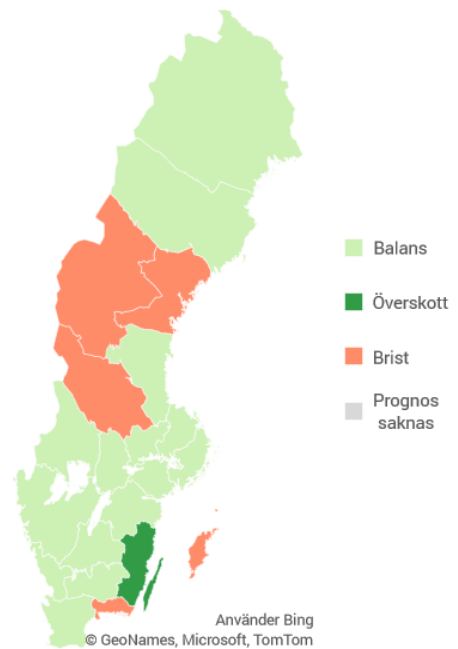 Balans
Överskott
Brist
Prognos
saknas
Använder Bing
© GeoNames, Microsoft, TomTom